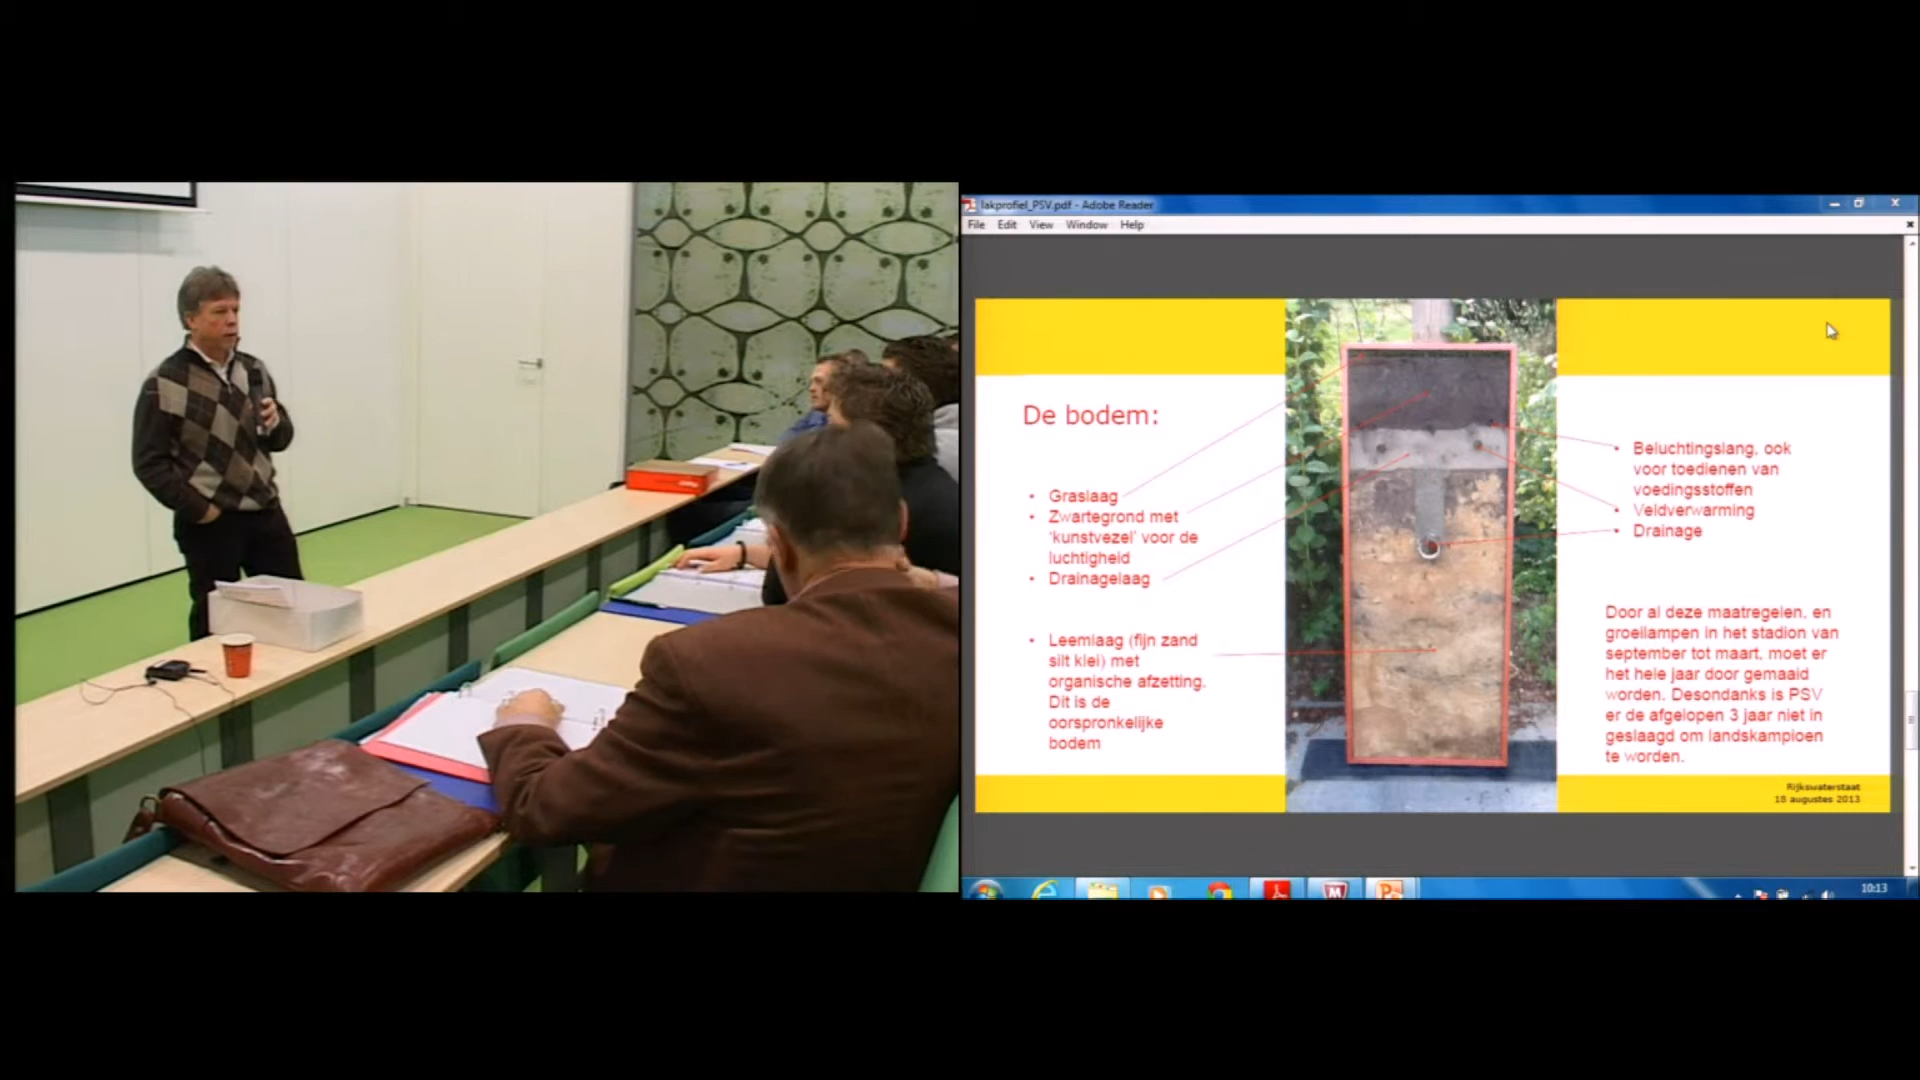 lakprofiel_PSV.pdf - Adobe Reader
File Edit View Window Help
De bodem:
• Graslaag
• Zwartegrond met
'kunstvezel' voor de
luchtigheid
• Drainagelaag
• Leemlaag (fijn zand
silt klei) met
organische afzetting.
Dit is de
oorspronkelijke
bodem
• Beluchtingslang, ook
voor toedienen van
voedingsstoffen
• Veldverwarming
• Drainage
Door al deze maatregelen, en
groeilampen in het stadion van
september tot maart, moet er
het hele jaar door gemaaid
worden. Desondanks is PSV
er de afgelopen 3 jaar niet in
geslaagd om landskampioen
te worden.
Rijkswaterstaat
18 augustus 2013
10:13